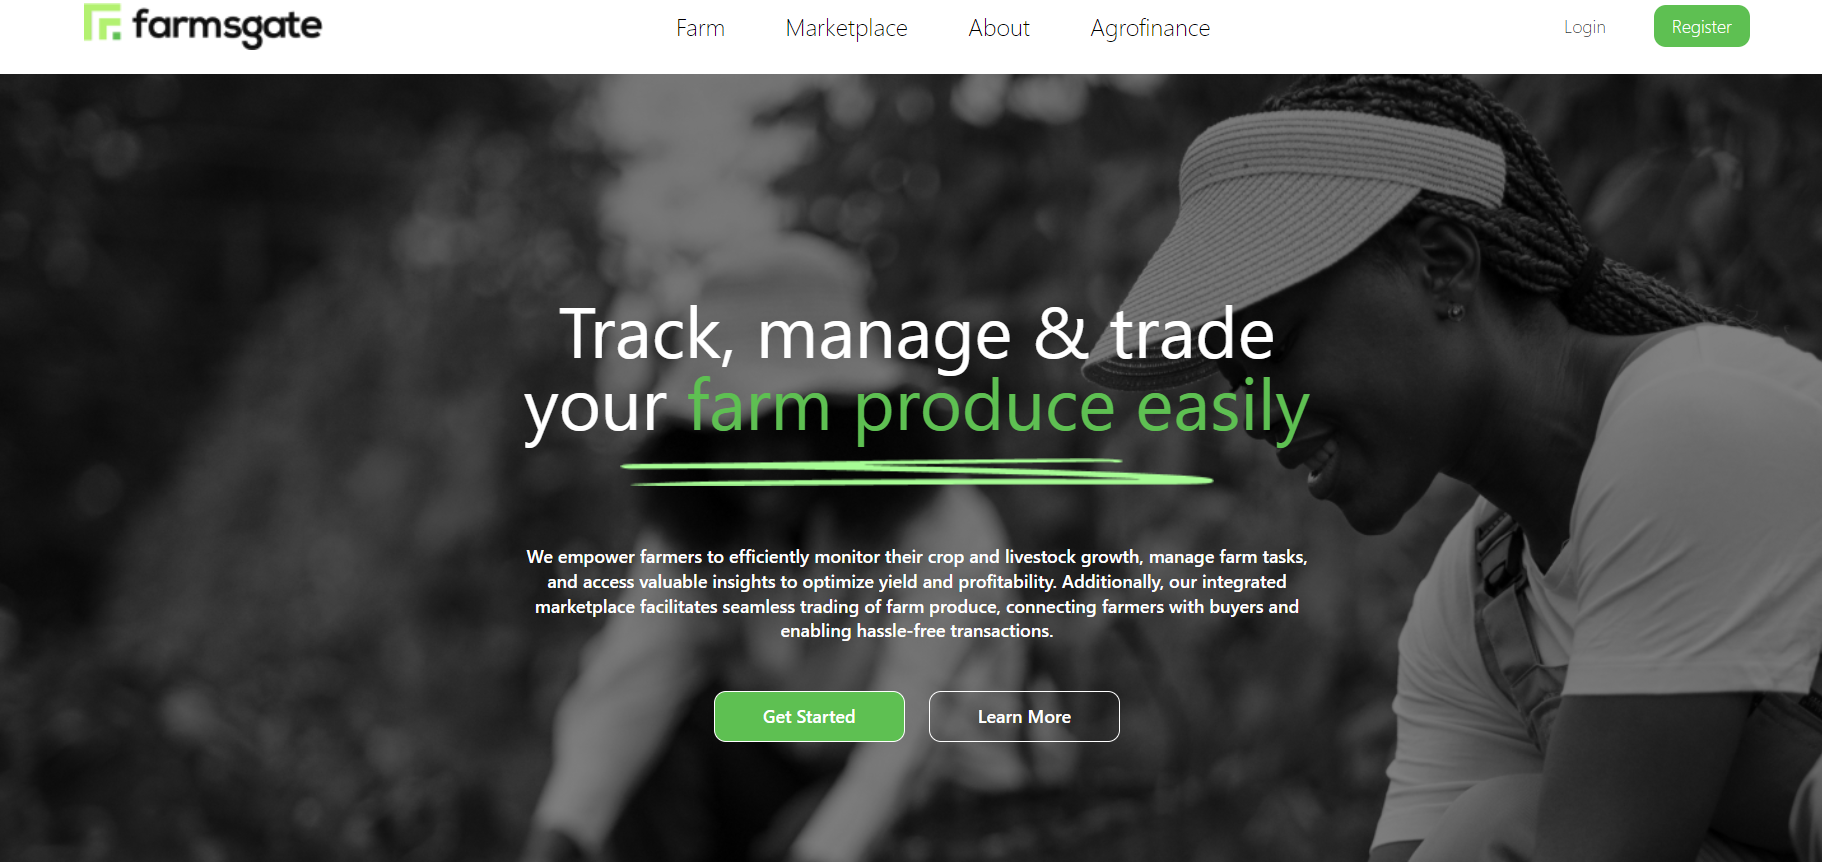 farmsgate
Farm
Marketplace
About
Agrofinance
Login
Register
Track, manage & trade
your farm produce easily
We empower farmers to efficiently monitor their crop and livestock growth, manage farm tasks,
and access valuable insights to optimize yield and profitability. Additionally, our integrated
marketplace facilitates seamless trading of farm produce, connecting farmers with buyers and
enabling hassle-free transactions.
Get Started
Learn More